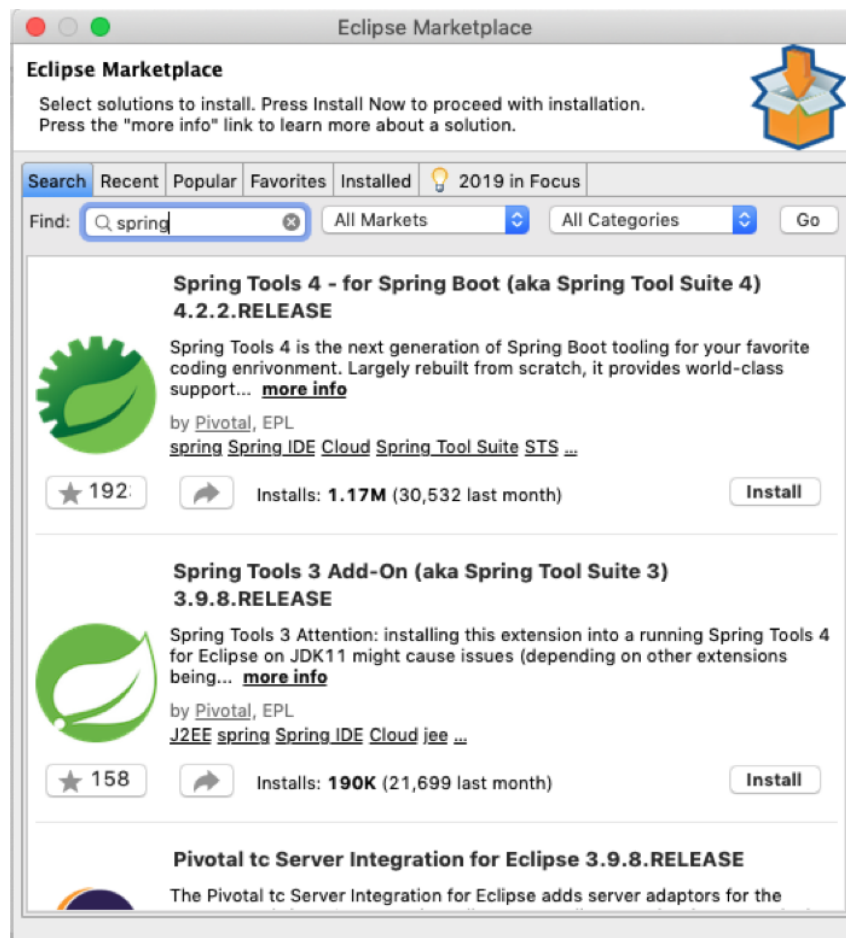 Eclipse Marketplace
Eclipse Marketplace
Select solutions to install. Press Install Now to proceed with installation.
Press the "more info" link to learn more about a solution.
Search Recent Popular Favorites Installed 2019 in Focus
Find: spring All Markets All Categories Go
Spring Tools 4 - for Spring Boot (aka Spring Tool Suite 4)
4.2.2.RELEASE
Spring Tools 4 is the next generation of Spring Boot tooling for your favorite
coding enrivonment. Largely rebuilt from scratch, it provides world-class
support... more info
by Pivotal, EPL
spring Spring IDE Cloud Spring Tool Suite STS ...
192 Installs: 1.17M (30,532 last month) Install
Spring Tools 3 Add-On (aka Spring Tool Suite 3)
3.9.8.RELEASE
Spring Tools 3 Attention: installing this extension into a running Spring Tools 4
for Eclipse on JDK11 might cause issues (depending on other extensions
being... more info
by Pivotal, EPL
J2EE spring Spring IDE Cloud jee ...
158 Installs: 190K (21,699 last month) Install
Pivotal tc Server Integration for Eclipse 3.9.8.RELEASE
The Pivotal tc Server Integration for Eclipse adds server adaptors for the